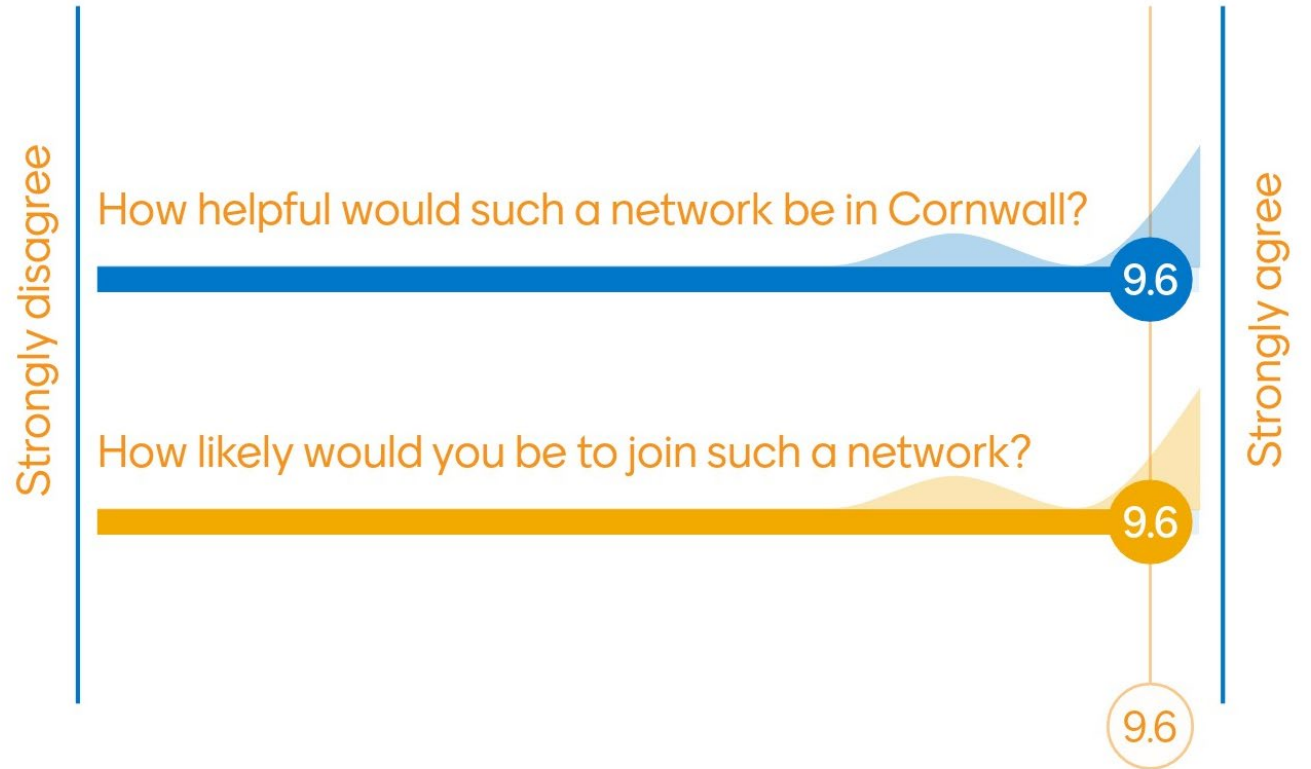 Strongly disagree
How helpful would such a network be in Cornwall?
9.6
How likely would you be to join such a network?
9.6
9.6
Strongly agree